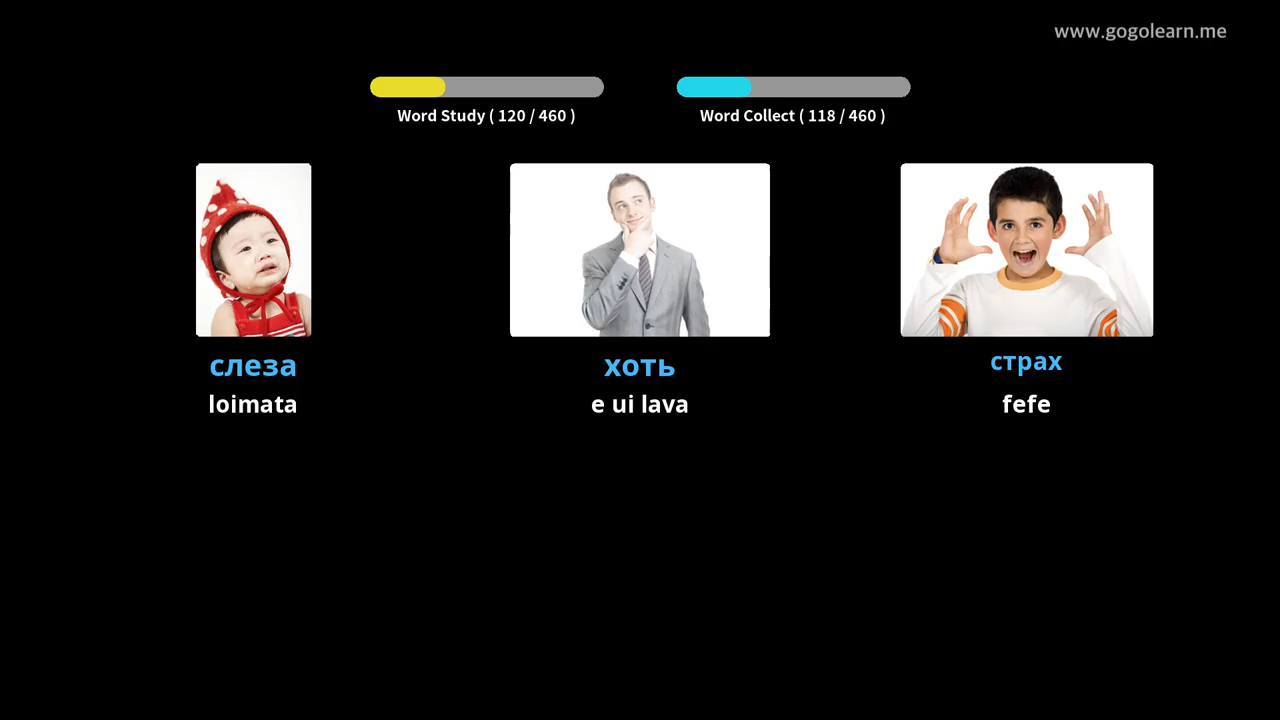 www.gogolearn.me
Word Study ( 120 / 460 )
Word Collect ( 118 / 460 )
слеза
loimata
хоть
e ui lava
страх
fefe